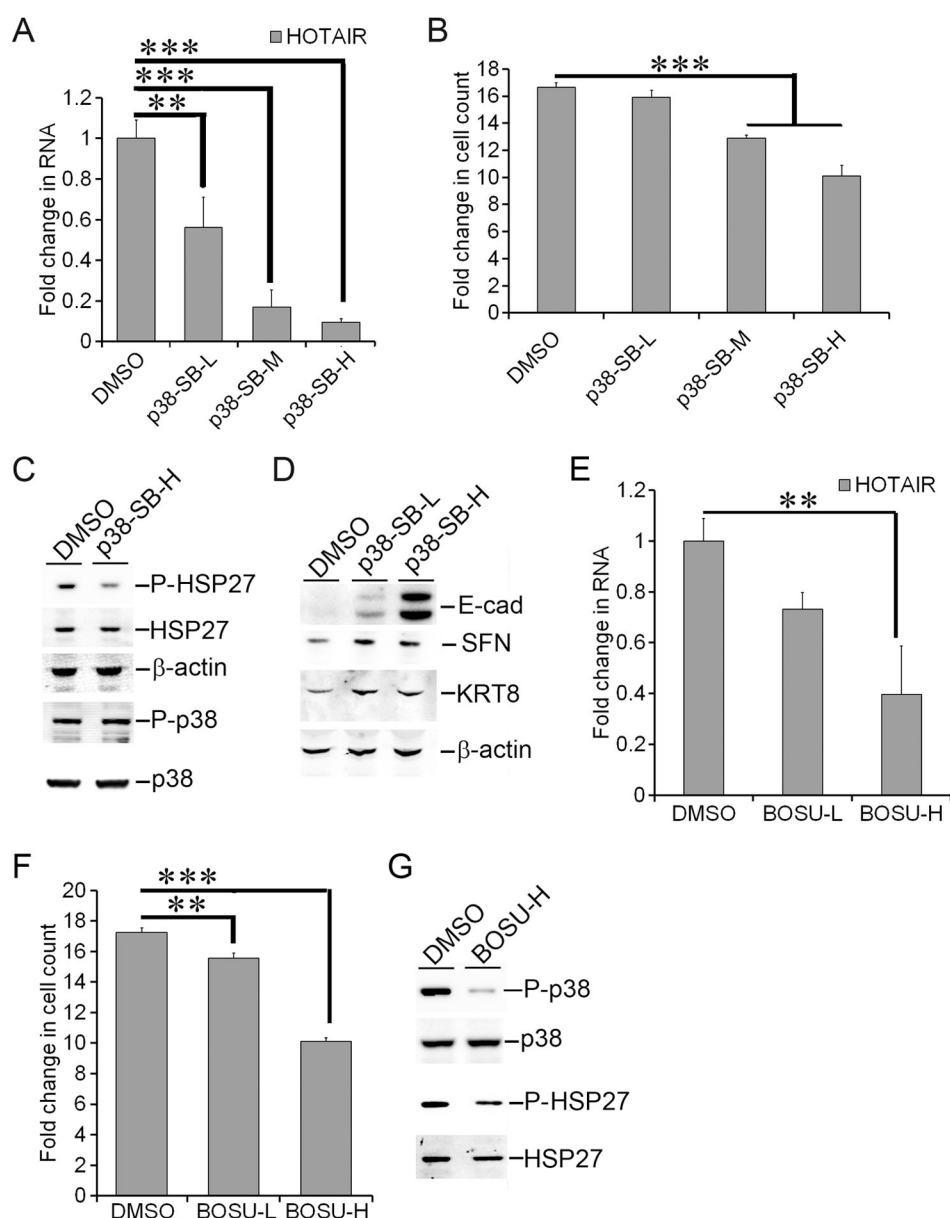 A
HOTAIR
***
***
**
Fold change in RNA
1.2
1
0.8
0.6
0.4
0.2
0
DMSO
p38-SB-L
p38-SB-M
p38-SB-H
B
***
Fold change in cell count
18
16
14
12
10
8
6
4
2
0
DMSO
p38-SB-L
p38-SB-M
p38-SB-H
C
DMSO
p38-SB-H
P-HSP27
HSP27
β-actin
P-p38
p38
D
DMSO
p38-SB-L
p38-SB-H
E-cad
SFN
KRT8
β-actin
E
HOTAIR
**
Fold change in RNA
1.2
1
0.8
0.6
0.4
0.2
0
DMSO
BOSU-L
BOSU-H
F
***
**
Fold change in cell count
20
18
16
14
12
10
8
6
4
2
0
DMSO
BOSU-L
BOSU-H
G
DMSO
BOSU-H
P-p38
p38
P-HSP27
HSP27